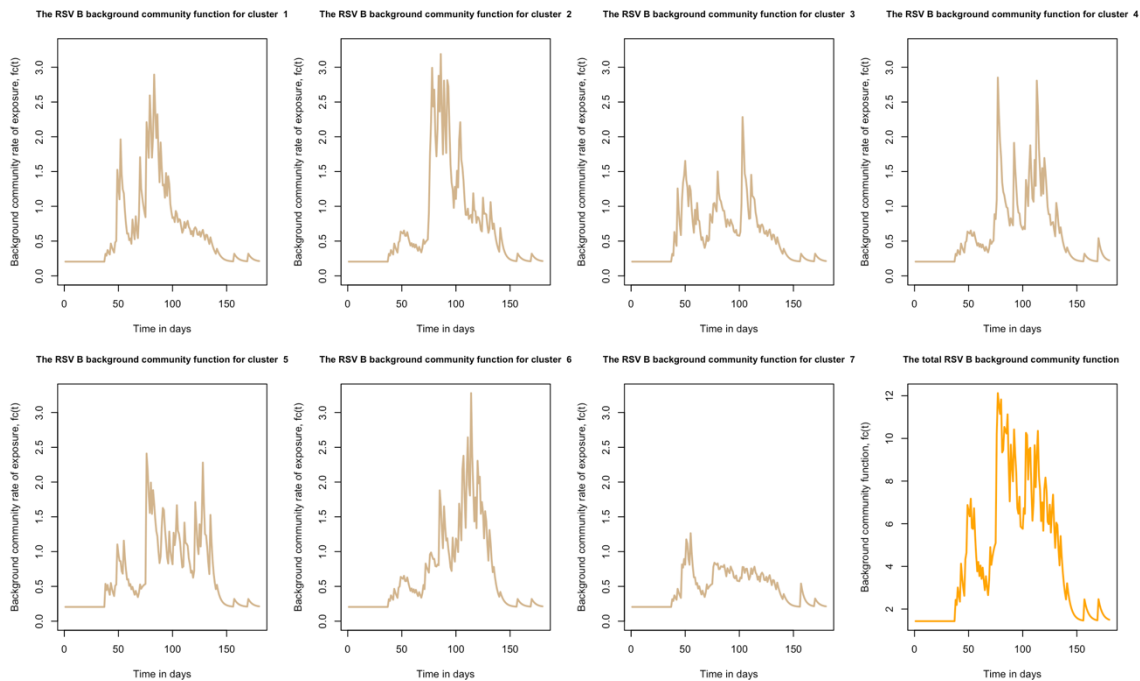 The RSV B background community function for cluster 1
Background community rate of exposure, fc(t)
0.0 0.5 1.0 1.5 2.0 2.5 3.0
0 50 100 150
Time in days
The RSV B background community function for cluster 2
Background community rate of exposure, fc(t)
0.0 0.5 1.0 1.5 2.0 2.5 3.0
0 50 100 150
Time in days
The RSV B background community function for cluster 3
Background community rate of exposure, fc(t)
0.0 0.5 1.0 1.5 2.0 2.5 3.0
0 50 100 150
Time in days
The RSV B background community function for cluster 4
Background community rate of exposure, fc(t)
0.0 0.5 1.0 1.5 2.0 2.5 3.0
0 50 100 150
Time in days
The RSV B background community function for cluster 5
Background community rate of exposure, fc(t)
0.0 0.5 1.0 1.5 2.0 2.5 3.0
0 50 100 150
Time in days
The RSV B background community function for cluster 6
Background community rate of exposure, fc(t)
0.0 0.5 1.0 1.5 2.0 2.5 3.0
0 50 100 150
Time in days
The RSV B background community function for cluster 7
Background community rate of exposure, fc(t)
0.0 0.5 1.0 1.5 2.0 2.5 3.0
0 50 100 150
Time in days
The total RSV B background community function
Background community function, fc(t)
2 4 6 8 10 12
0 50 100 150
Time in days